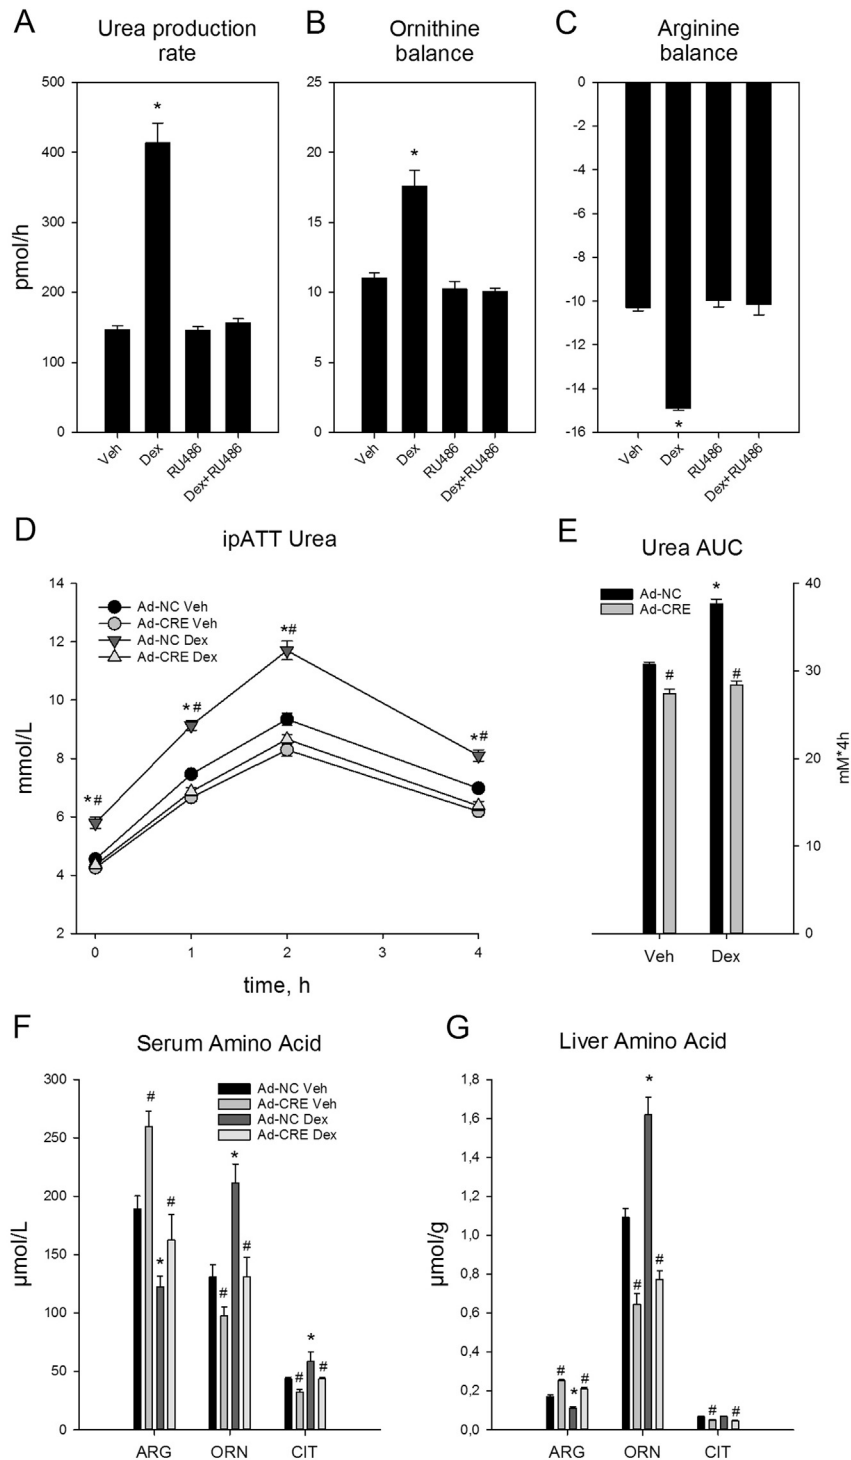 A
Urea production
rate
B
Ornithine
balance
C
Arginine
balance
pmol/h
500
400
300
200
100
0
*
Veh
Dex
RU486
Dex+RU486
25
20
15
10
5
0
*
Veh
Dex
RU486
Dex+RU486
-0
-2
-4
-6
-8
-10
-12
-14
-16
*
Veh
Dex
RU486
Dex+RU486
D
ipATT Urea
mmol/L
14
12
10
8
6
4
2
Ad-NC Veh
Ad-CRE Veh
Ad-NC Dex
Ad-CRE Dex
*#
*#
*#
*#
0
1
2
3
4
time, h
E
Urea AUC
Ad-NC
Ad-CRE
#
*
#
40
30
20
10
0
mM*4h
Veh
Dex
F
Serum Amino Acid
µmol/L
300
250
200
150
100
50
0
Ad-NC Veh
Ad-CRE Veh
Ad-NC Dex
Ad-CRE Dex
#
*
#
#
*
#
#
*
#
ARG
ORN
CIT
G
Liver Amino Acid
µmol/g
1,8
1,6
1,4
1,2
1,0
0,8
0,6
0,4
0,2
0,0
#
*
#
#
*
#
#
#
ARG
ORN
CIT